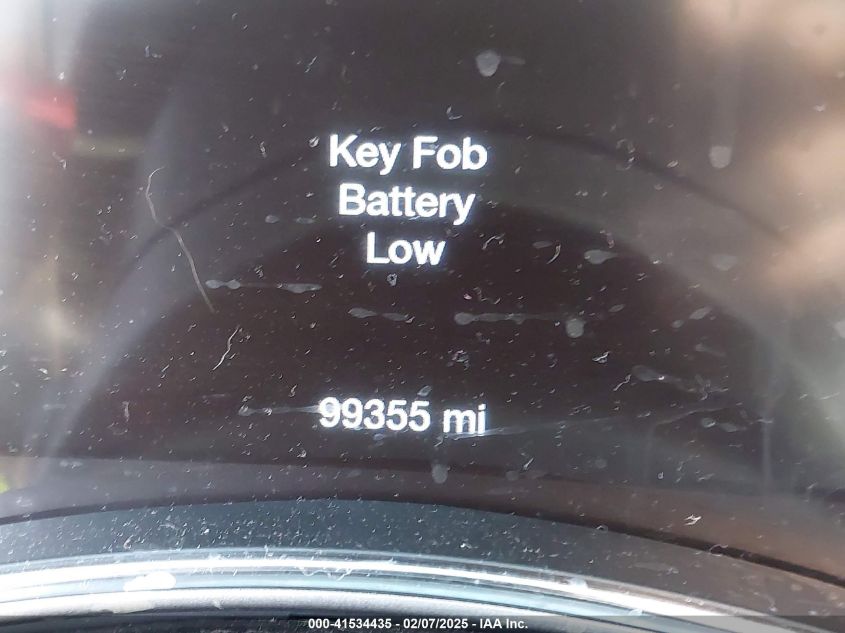 Key Fob
Battery
Low
99355 mi
000-41534435 - 02/07/2025 - IAA Inc.